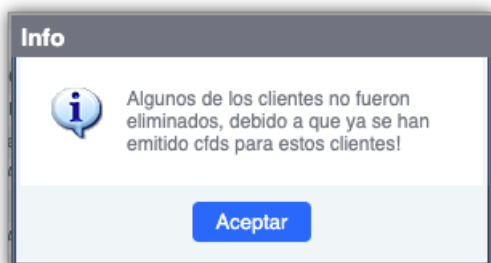 Info
Algunos de los clientes no fueron
eliminados, debido a que ya se han
emitido cfds para estos clientes!
Aceptar